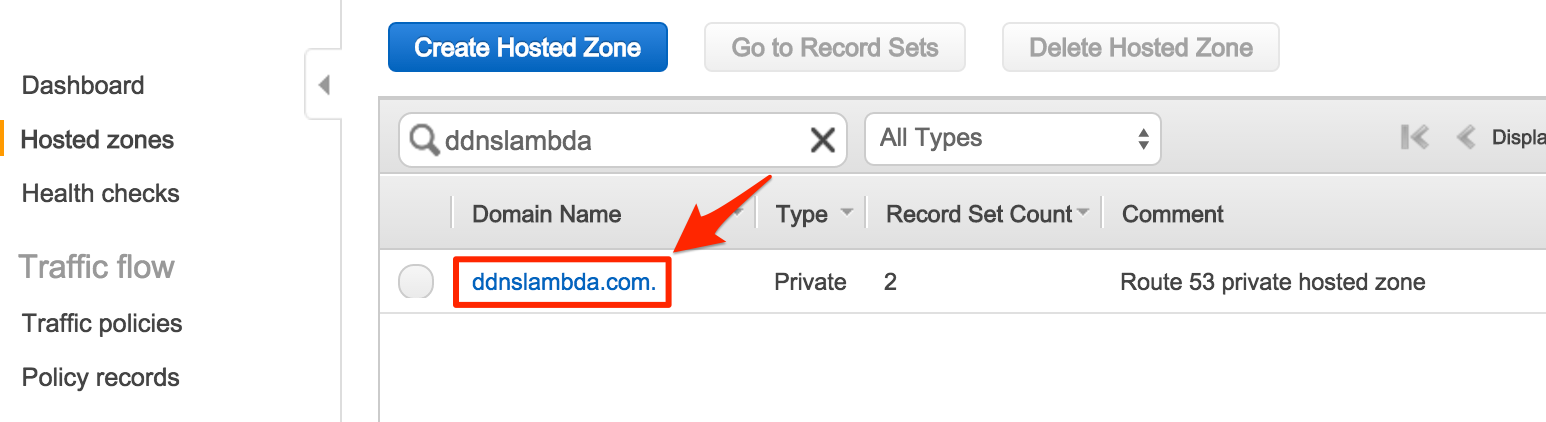 Create Hosted Zone
Go to Record Sets
Delete Hosted Zone
Dashboard
Hosted zones
Health checks
Traffic flow
Traffic policies
Policy records
ddnslambda
All Types
Displa
Domain Name
Type
Record Set Count
Comment
ddnslambda.com.
Private
2
Route 53 private hosted zone